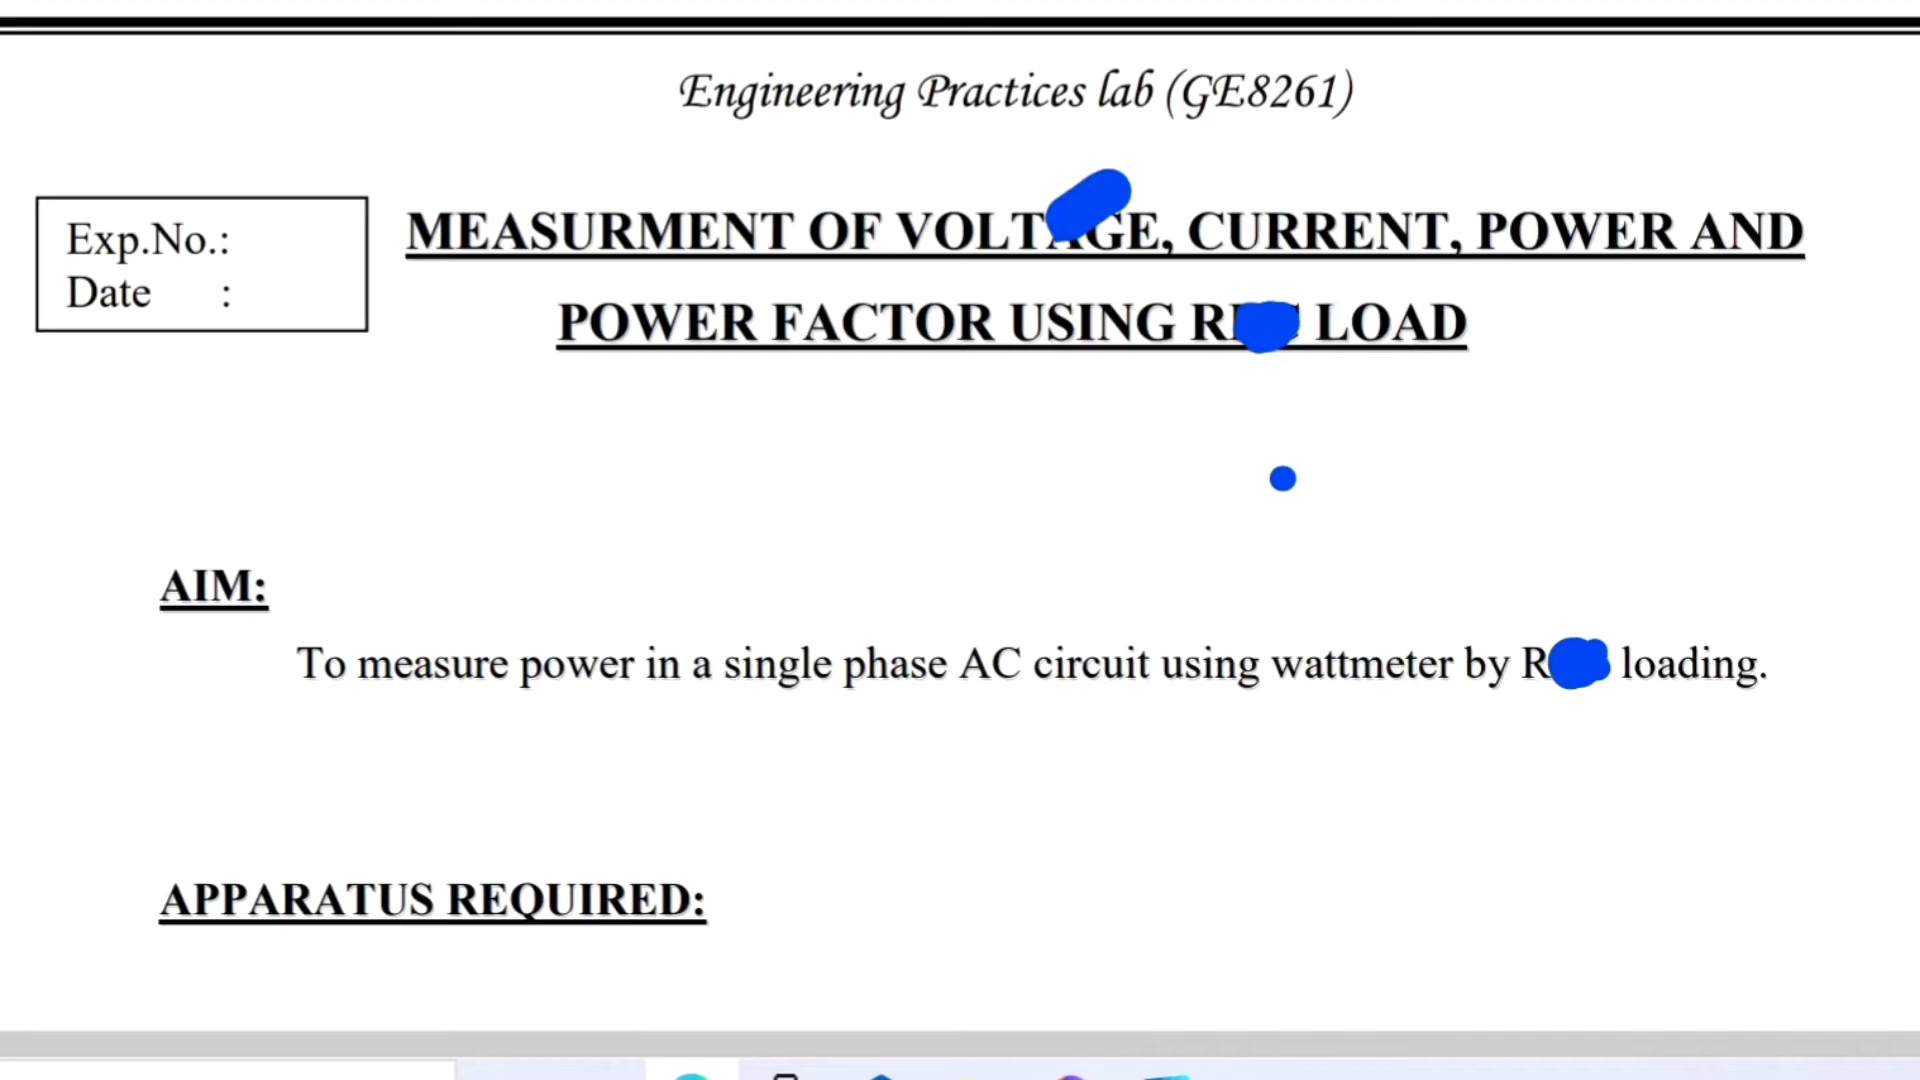 Engineering Practices lab (GE8261)
Exp.No.:
Date :
MEASURMENT OF VOLTAGE, CURRENT, POWER AND
POWER FACTOR USING LOAD
AIM:
To measure power in a single phase AC circuit using wattmeter by R loading.
APPARATUS REQUIRED: